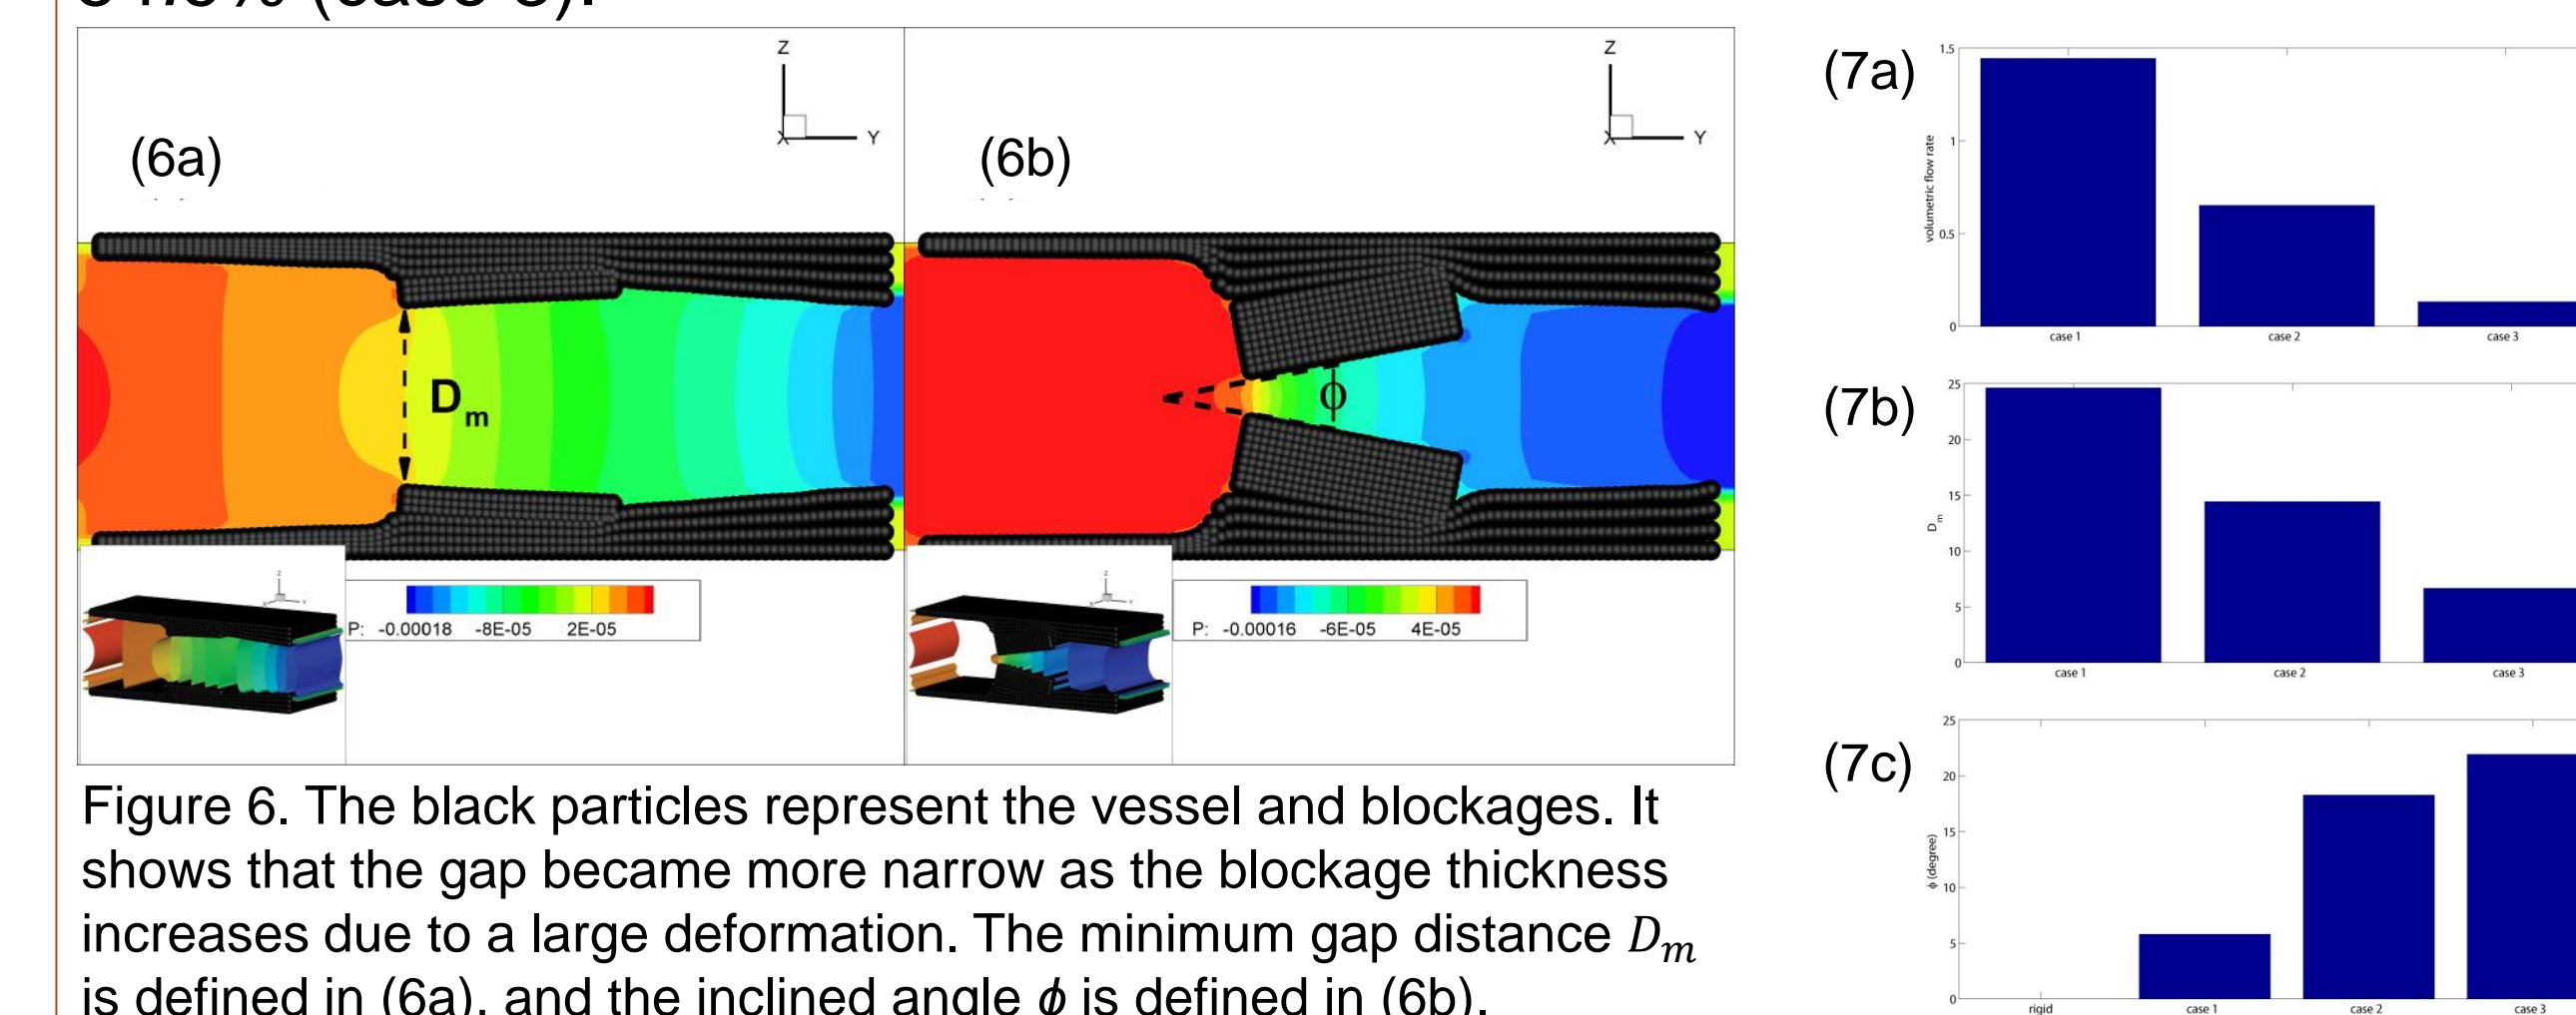 (6a)
Z
Y
X
D
m
P: -0.00018 -8E-05 2E-05
(6b)
Z
Y
X
ϕ
P: -0.00016 -6E-05 4E-05
Figure 6. The black particles represent the vessel and blockages. It
shows that the gap became more narrow as the blockage thickness
increases due to a large deformation. The minimum gap distance Dm
is defined in (6a), and the inclined angle ϕ is defined in (6b).
(7a)
volumetric flow rate
1.5
1
0.5
0
case 1 case 2 case 3
(7b)
D m
25
20
15
10
5
0
case 1 case 2 case 3
(7c)
ϕ (degree)
25
20
15
10
5
0
rigid case 1 case 2 case 3